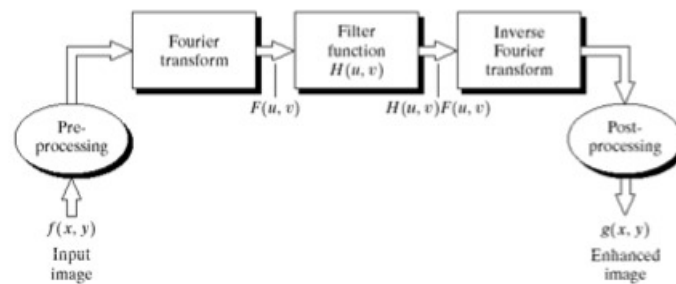 Fourier
transform
Filter
function
H(u, v)
Inverse
Fourier
transform
F(u, v)
H(u, v)F(u, v)
Pre-
processing
Post-
processing
f(x, y)
Input
image
g(x, y)
Enhanced
image